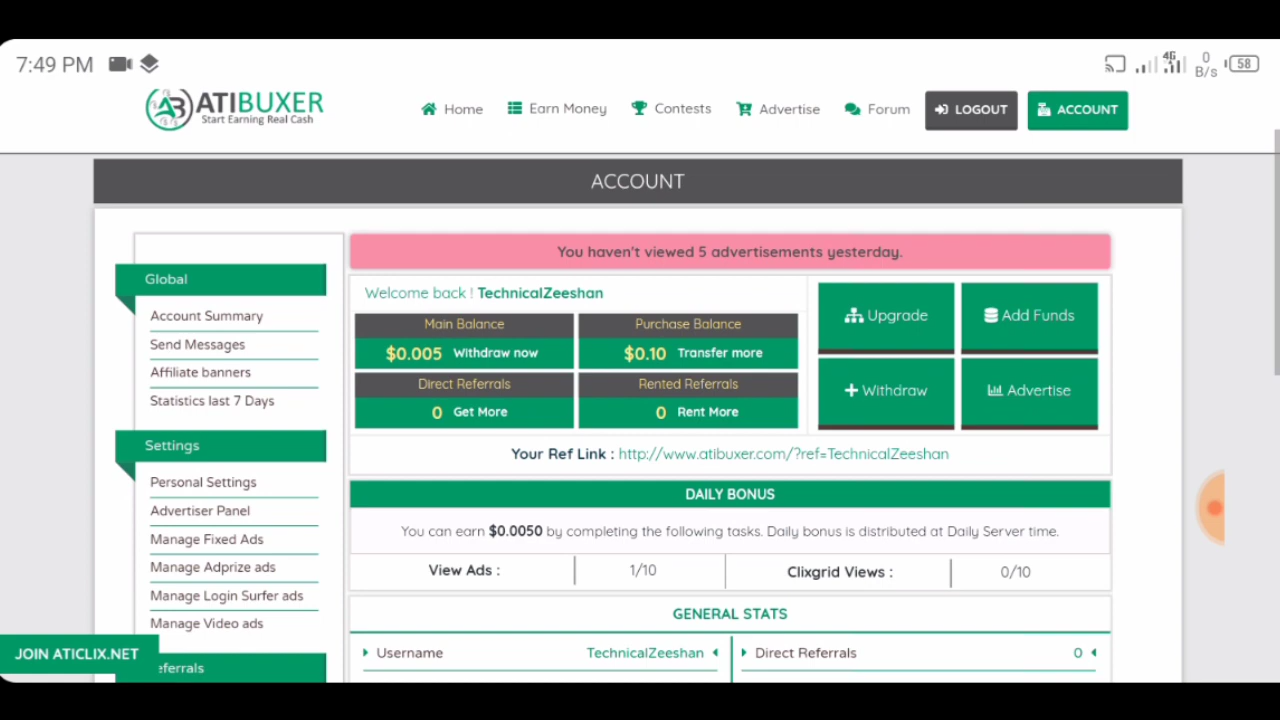 7:49 PM
4G
0 B/s
58
ATIBUXER
Start Earning Real Cash
Home
Earn Money
Contests
Advertise
Forum
LOGOUT
ACCOUNT
ACCOUNT
You haven't viewed 5 advertisements yesterday.
Global
Account Summary
Send Messages
Affiliate banners
Statistics last 7 Days
Settings
Personal Settings
Advertiser Panel
Manage Fixed Ads
Manage Adprize ads
Manage Login Surfer ads
Manage Video ads
eferrals
JOIN ATICLIX.NET
Welcome back ! TechnicalZeeshan
Main Balance
$0.005 Withdraw now
Purchase Balance
$0.10 Transfer more
Direct Referrals
0 Get More
Rented Referrals
0 Rent More
Upgrade
Add Funds
Withdraw
Advertise
Your Ref Link : http://www.atibuxer.com/?ref=TechnicalZeeshan
DAILY BONUS
You can earn $0.0050 by completing the following tasks. Daily bonus is distributed at Daily Server time.
View Ads : 1/10
Clixgrid Views : 0/10
GENERAL STATS
Username TechnicalZeeshan
Direct Referrals 0